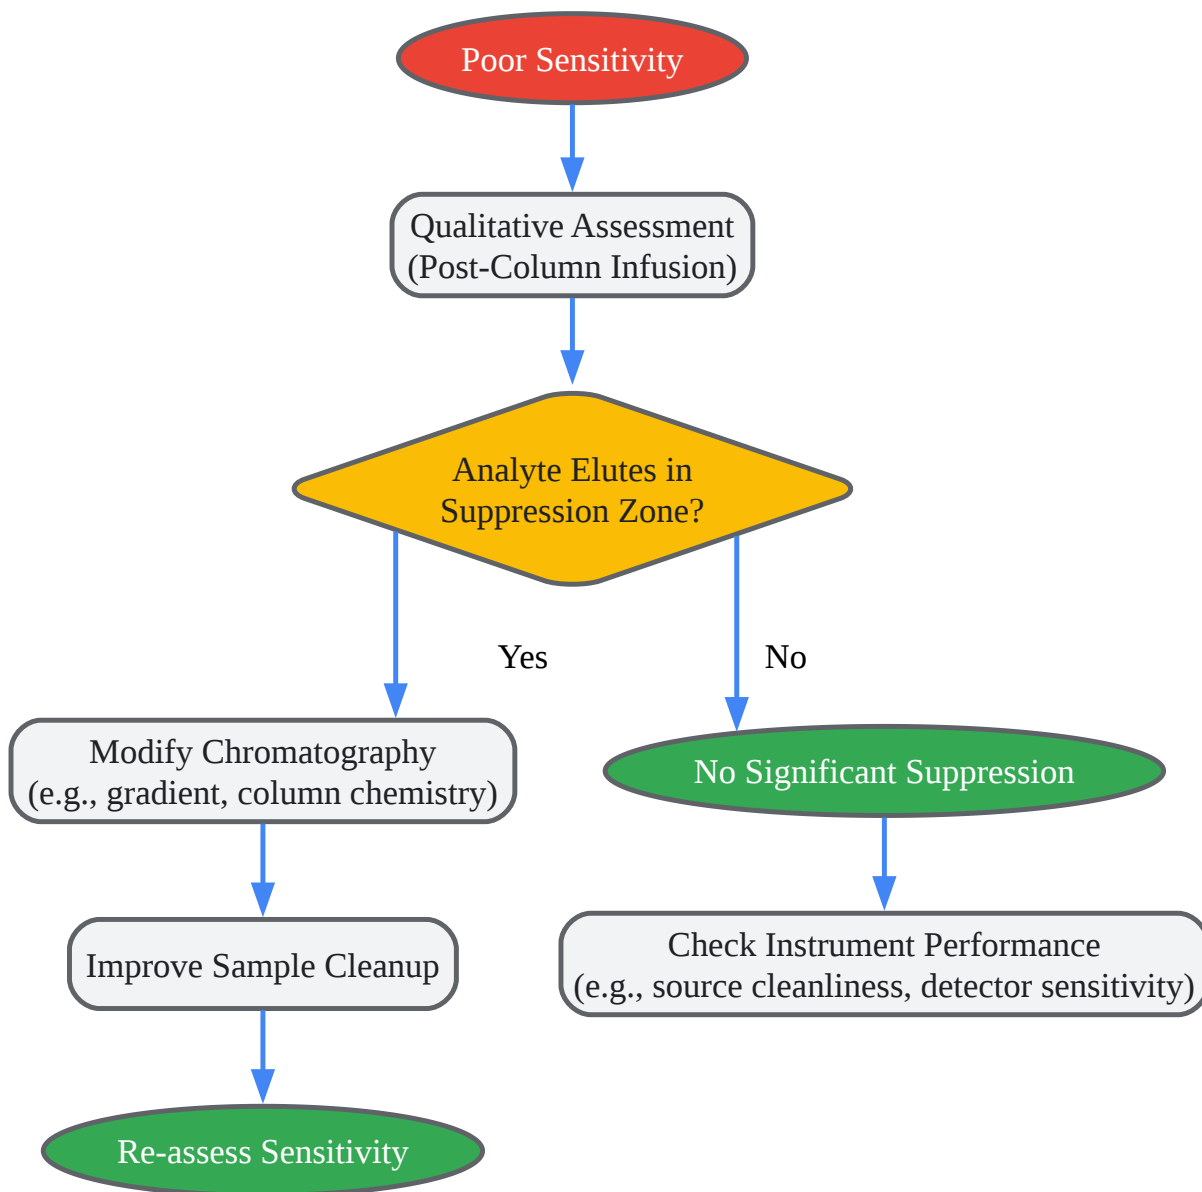 Poor Sensitivity
Qualitative Assessment
(Post-Column Infusion)
Analyte Elutes in
Suppression Zone?
Yes
No
Modify Chromatography
(e.g., gradient, column chemistry)
No Significant Suppression
Improve Sample Cleanup
Check Instrument Performance
(e.g., source cleanliness, detector sensitivity)
Re-assess Sensitivity